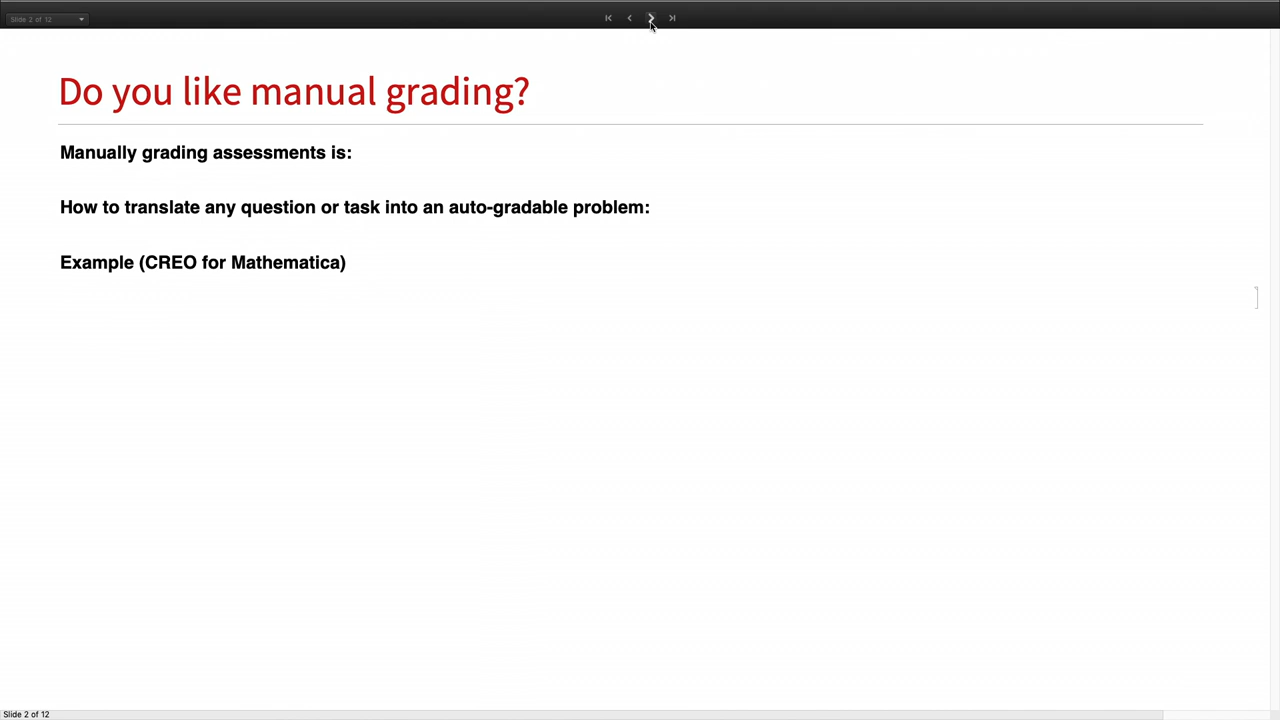 Slide 2 of 12
Do you like manual grading?
Manually grading assessments is:
How to translate any question or task into an auto-gradable problem:
Example (CREO for Mathematica)
Slide 2 of 12